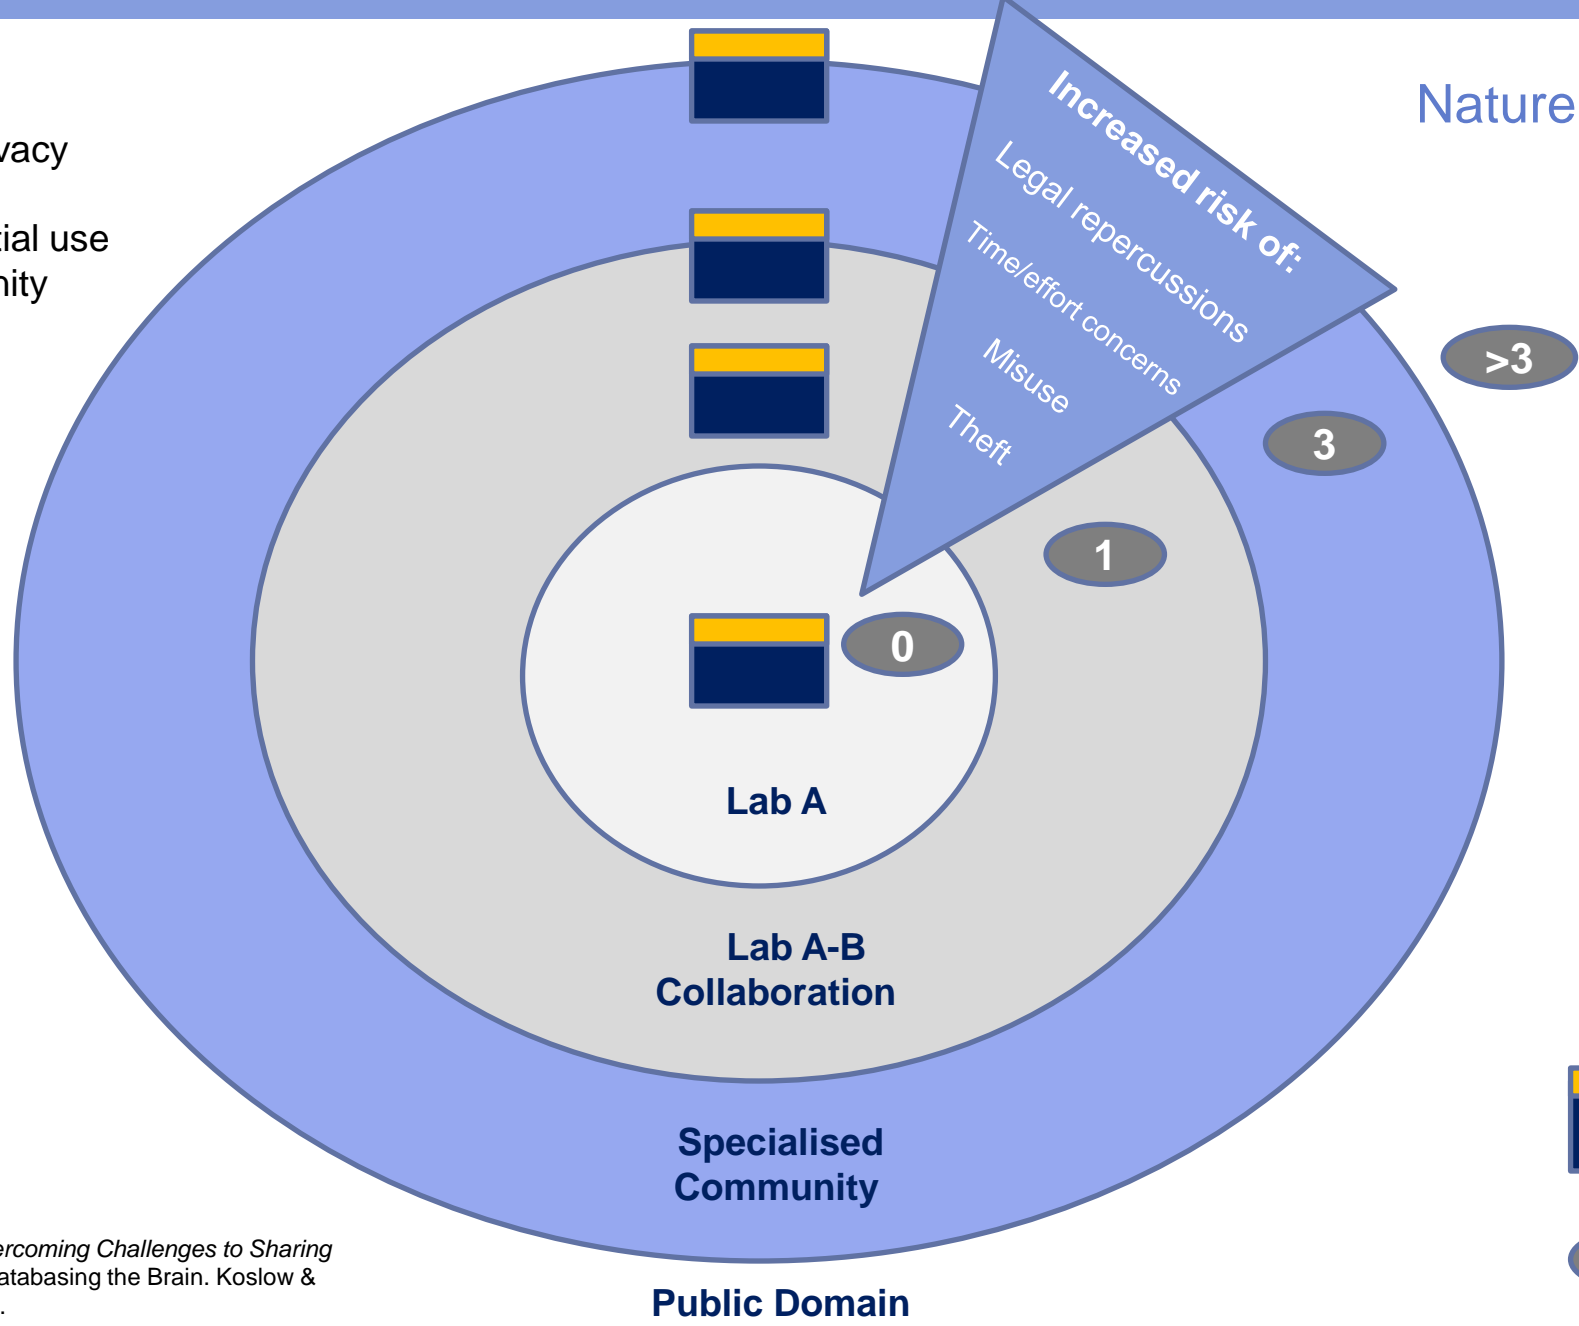 Nature
vacy
tial use
nity
Increased risk of:
Legal repercussions
Time/effort concerns
Misuse
Theft
>3
3
1
0
Lab A
Lab A-B
Collaboration
Specialised
Community
Public Domain
ercoming Challenges to Sharing
atabasing the Brain. Koslow &
.